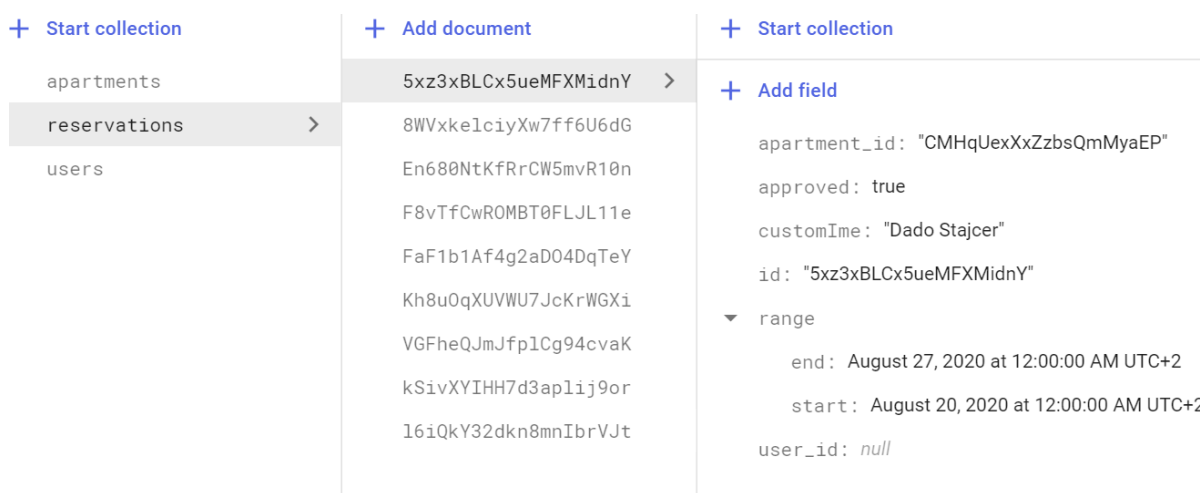 Start collection
apartments
reservations
users
Add document
5xz3xBLCx5ueMFXMidnY
8WVxkelciyXw7ff6U6dG
En680NtKfRrCW5mvR10n
F8vTfCwROMBT0FLJL11e
FaF1b1Af4g2aDO4DqTeY
Kh8uOqXUVWU7JcKrWGXi
VGFheQJmJfplCg94cvaK
kSivXYIHH7d3aplij9or
l6iQkY32dkn8mnIbrVJt
Start collection
Add field
apartment_id: "CMHqUexXxZzbsQmMyaEP"
approved: true
customIme: "Dado Stajcer"
id: "5xz3xBLCx5ueMFXMidnY"
range
end: August 27, 2020 at 12:00:00 AM UTC+2
start: August 20, 2020 at 12:00:00 AM UTC+2
user_id: null